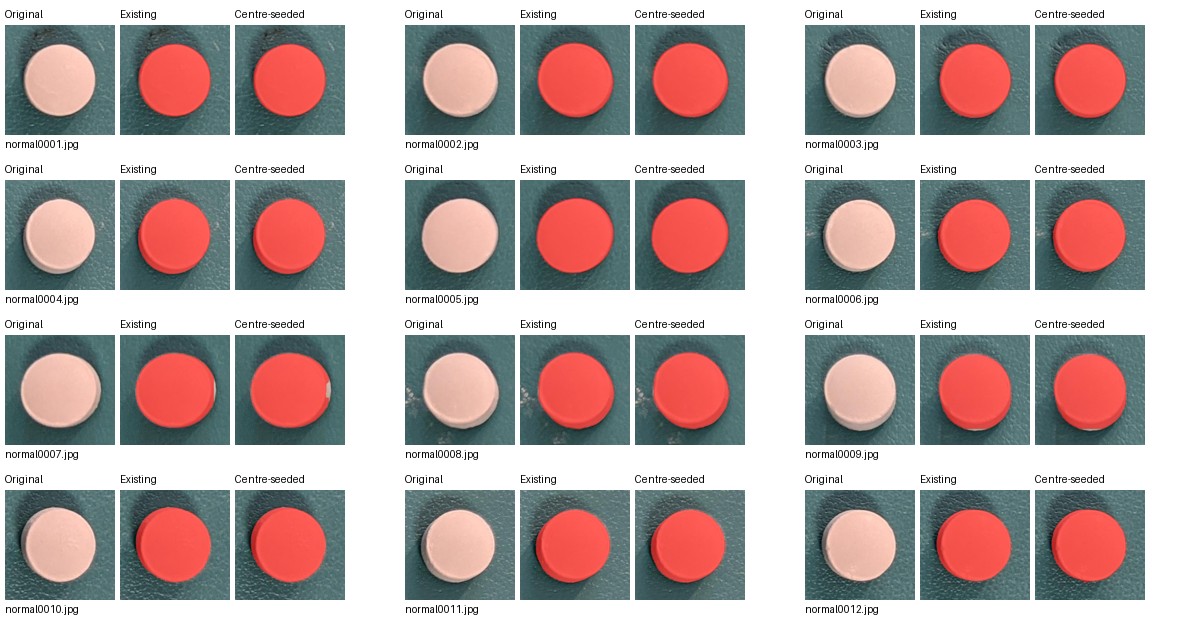 Original Existing Centre-seeded Original Existing Centre-seeded Original Existing Centre-seeded
normal0001.jpg normal0002.jpg normal0003.jpg
Original Existing Centre-seeded Original Existing Centre-seeded Original Existing Centre-seeded
normal0004.jpg normal0005.jpg normal0006.jpg
Original Existing Centre-seeded Original Existing Centre-seeded Original Existing Centre-seeded
normal0007.jpg normal0008.jpg normal0009.jpg
Original Existing Centre-seeded Original Existing Centre-seeded Original Existing Centre-seeded
normal0010.jpg normal0011.jpg normal0012.jpg